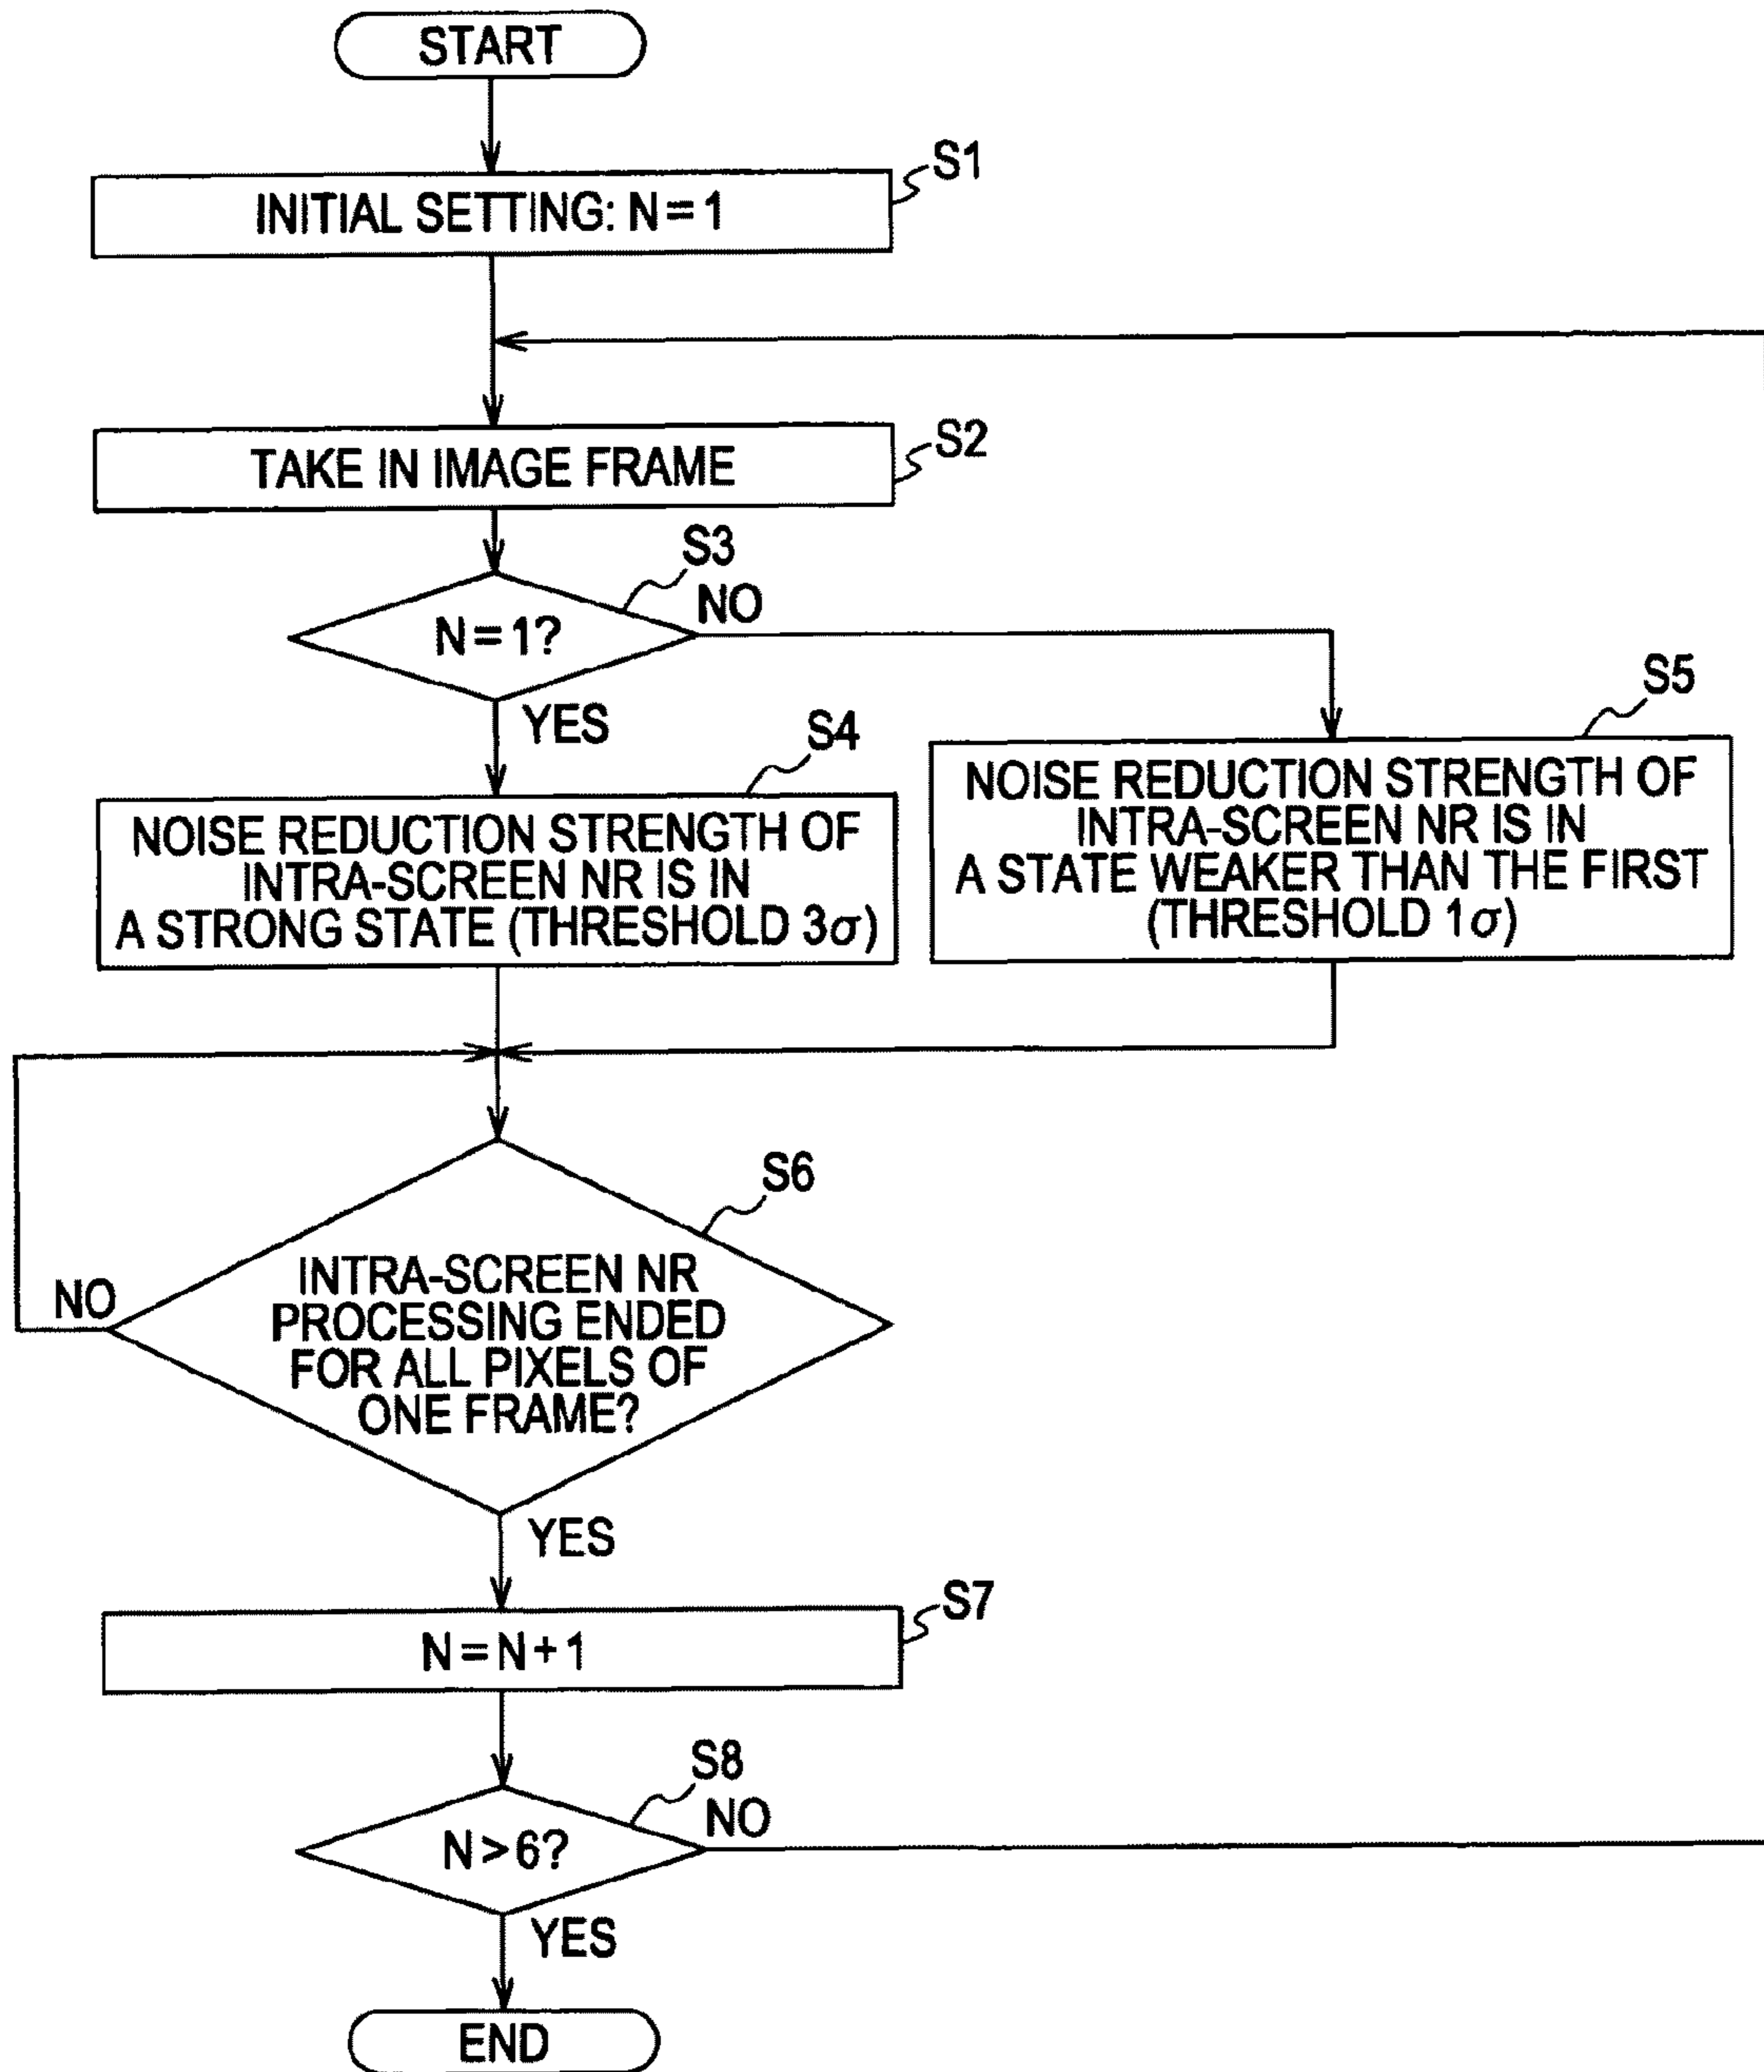 START
S1
INITIAL SETTING: N=1
S2
TAKE IN IMAGE FRAME
S3
N=1?
NO
YES
S4
NOISE REDUCTION STRENGTH OF
INTRA-SCREEN NR IS IN
A STRONG STATE (THRESHOLD 3σ)
S5
NOISE REDUCTION STRENGTH OF
INTRA-SCREEN NR IS IN
A STATE WEAKER THAN THE FIRST
(THRESHOLD 1σ)
S6
INTRA-SCREEN NR
PROCESSING ENDED
FOR ALL PIXELS OF
ONE FRAME?
NO
YES
S7
N=N+1
S8
N>6?
NO
YES
END